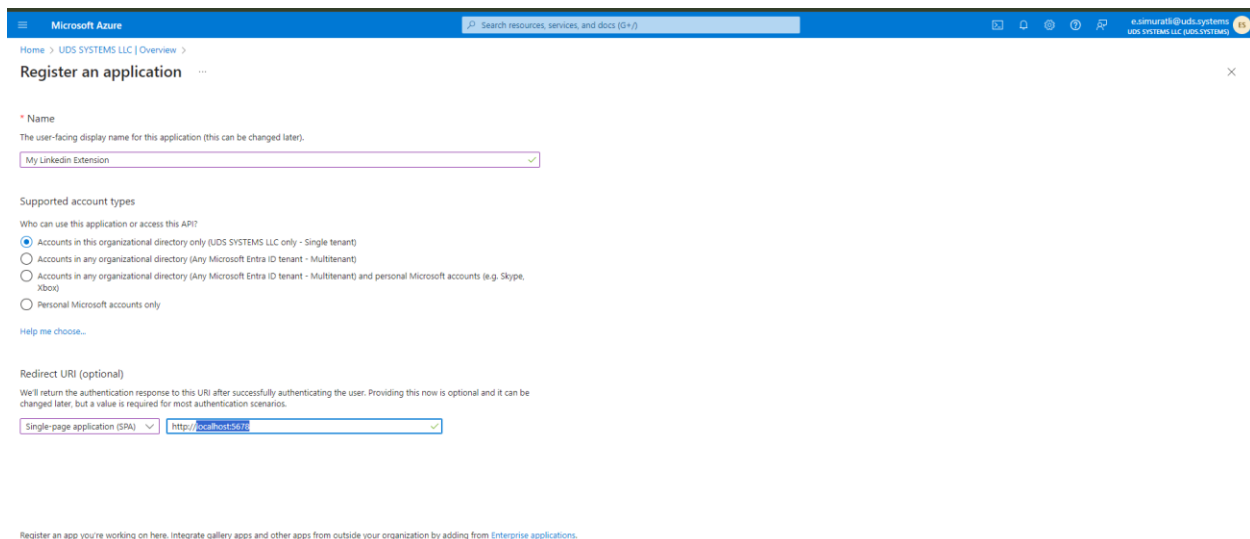 Microsoft Azure
Search resources, services, and docs (G+/)
e.simuratli@uds.systems
UDS SYSTEMS LLC (UDS.SYSTEMS)
ES
Home > UDS SYSTEMS LLC | Overview >
Register an application ...
* Name
The user-facing display name for this application (this can be changed later).
My Linkedin Extension
Supported account types
Who can use this application or access this API?
Accounts in this organizational directory only (UDS SYSTEMS LLC only - Single tenant)
Accounts in any organizational directory (Any Microsoft Entra ID tenant - Multitenant)
Accounts in any organizational directory (Any Microsoft Entra ID tenant - Multitenant) and personal Microsoft accounts (e.g. Skype,
Xbox)
Personal Microsoft accounts only
Help me choose...
Redirect URI (optional)
We'll return the authentication response to this URI after successfully authenticating the user. Providing this now is optional and it can be
changed later, but a value is required for most authentication scenarios.
Single-page application (SPA)
http://localhost:5678
Register an app you're working on here. Integrate gallery apps and other apps from outside your organization by adding from Enterprise applications.